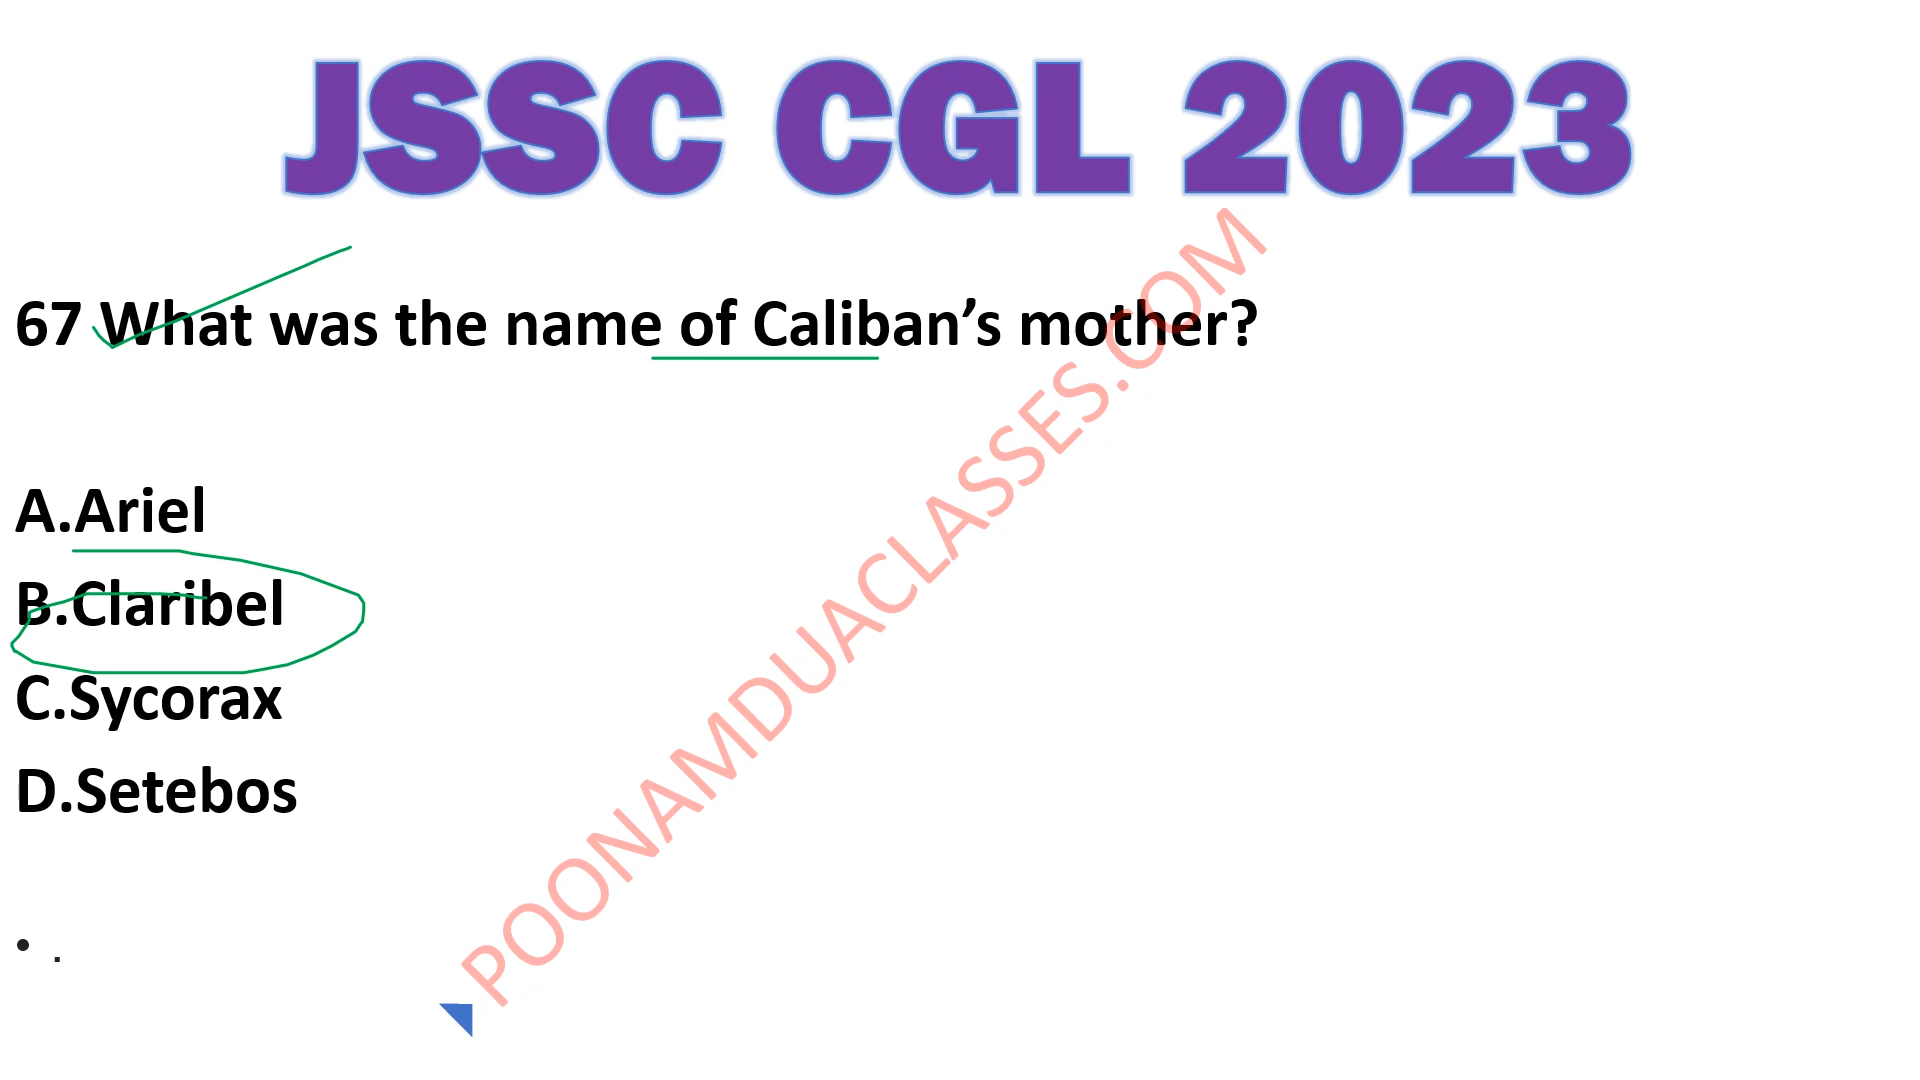 JSSC CGL 2023
67 What was the name of Caliban’s mother?
A.Ariel
B.Claribel
C.Sycorax
D.Setebos
• .
POONAMDUACLASSES.COM